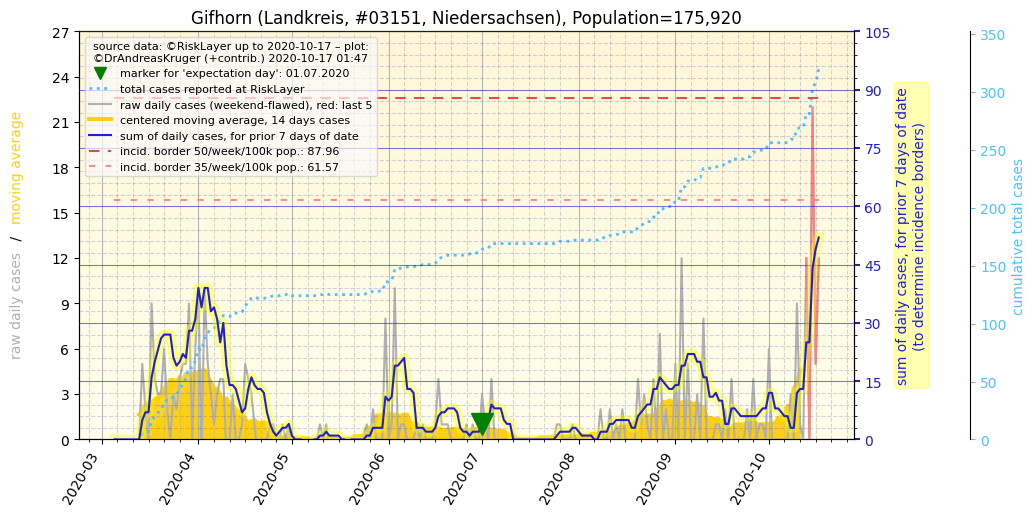 Gifhorn (Landkreis, #03151, Niedersachsen), Population=175,920
source data: ©RiskLayer up to 2020-10-17 – plot:
©DrAndreasKruger (+contrib.) 2020-10-17 01:47
marker for 'expectation day': 01.07.2020
total cases reported at RiskLayer
raw daily cases (weekend-flawed), red: last 5
centered moving average, 14 days cases
sum of daily cases, for prior 7 days of date
incid. border 50/week/100k pop.: 87.96
incid. border 35/week/100k pop.: 61.57
raw daily cases / moving average
27
24
21
18
15
12
9
6
3
0
2020-03
2020-04
2020-05
2020-06
2020-07
2020-08
2020-09
2020-10
105
90
75
60
45
30
15
0
sum of daily cases, for prior 7 days of date
(to determine incidence borders)
350
300
250
200
150
100
50
0
cumulative total cases